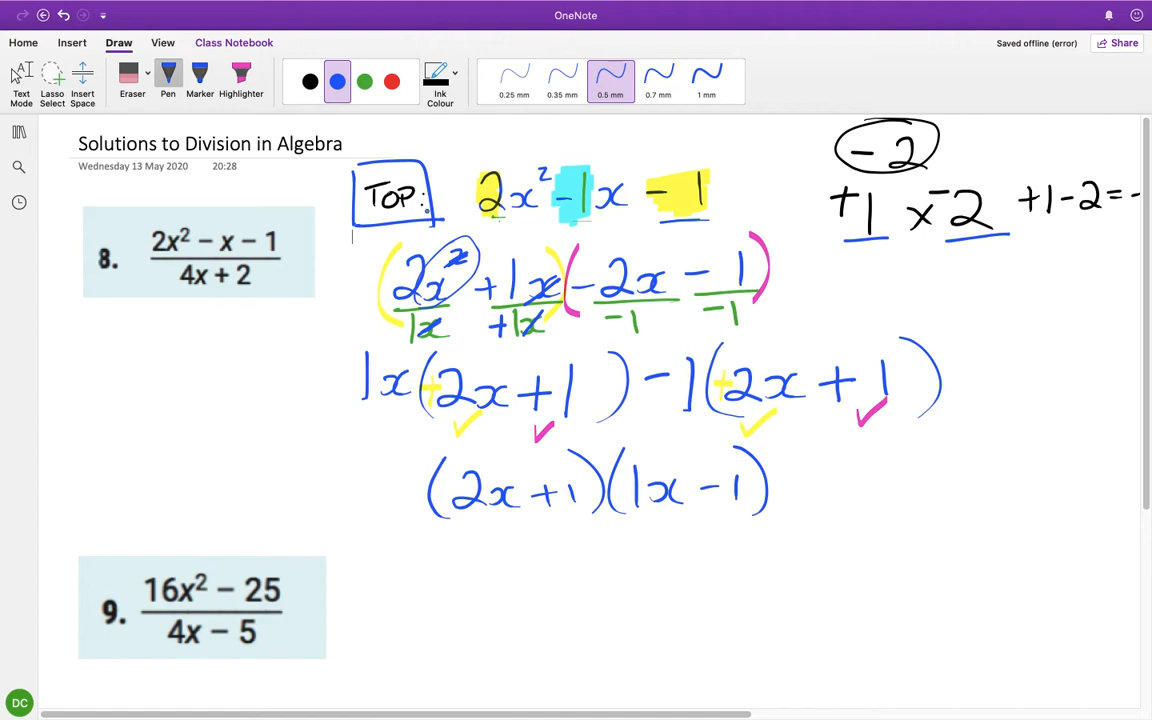 OneNote
Home Insert Draw View Class Notebook
Saved offline (error) Share
Text Mode Lasso Select Insert Space Eraser Pen Marker Highlighter Ink Colour 0.25 mm 0.35 mm 0.5 mm 0.7 mm 1 mm
Solutions to Division in Algebra
Wednesday 13 May 2020 20:28
TOP: 2x² -1x - 1
-2
+1 x -2 +1-2=-
8. 2x² − x − 1 / 4x + 2
(2x² + 1x) (-2x - 1)
1x +1x -1 -1
1x(+2x + 1) - 1(+2x + 1)
(2x + 1)(1x - 1)
9. 16x² − 25 / 4x − 5
DC